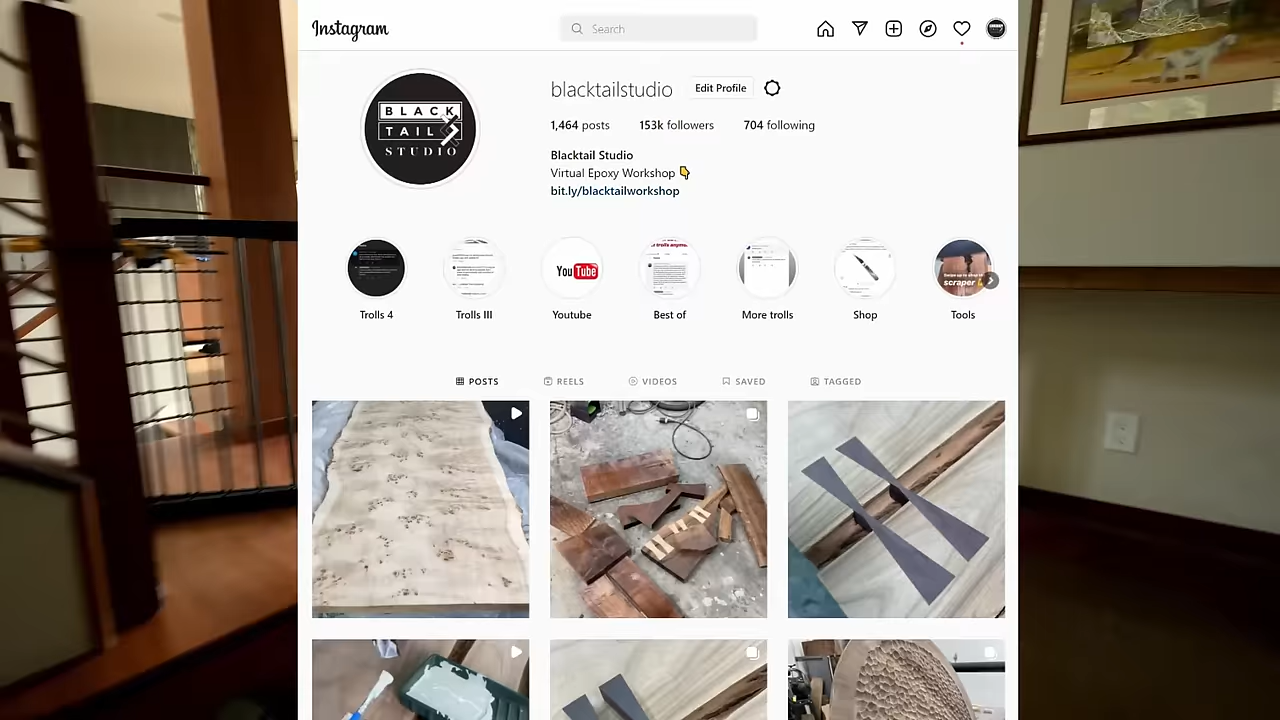 Instagram
Search
blacktailstudio Edit Profile
1,464 posts 153k followers 704 following
BLACK
TAIL
STUDIO
Blacktail Studio
Virtual Epoxy Workshop 👇
bit.ly/blacktailworkshop
YouTube
scraper
Trolls 4 Trolls III Youtube Best of More trolls Shop Tools
POSTS REELS VIDEOS SAVED TAGGED